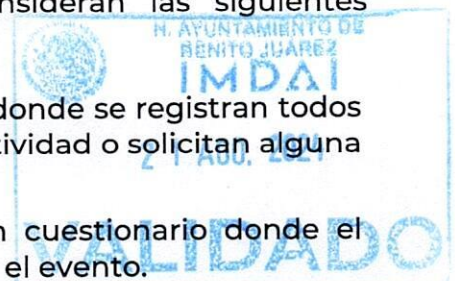 nsideran las siguientes
H. AYUNTAMIENTO DE
BENITO JUÁREZ
IMDAI
donde se registran todos
tividad o solicitan alguna
21 AGO. 2021
n cuestionario donde el
VALIDADO
el evento.